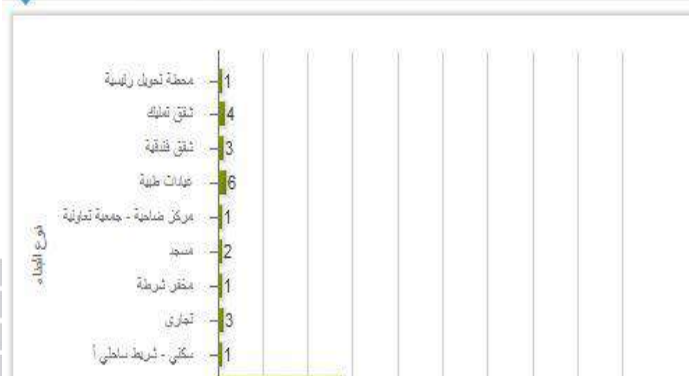 محطة تحويل رئيسية 1
شقق تمليك 4
شقق فندقية 3
عيادات طبية 6
مركز ضاحية - جمعية تعاونية 1
مسجد 2
مخفر شرطة 1
تجاري 3
سكني - شريط ساحلي أ 1
نوع البناء